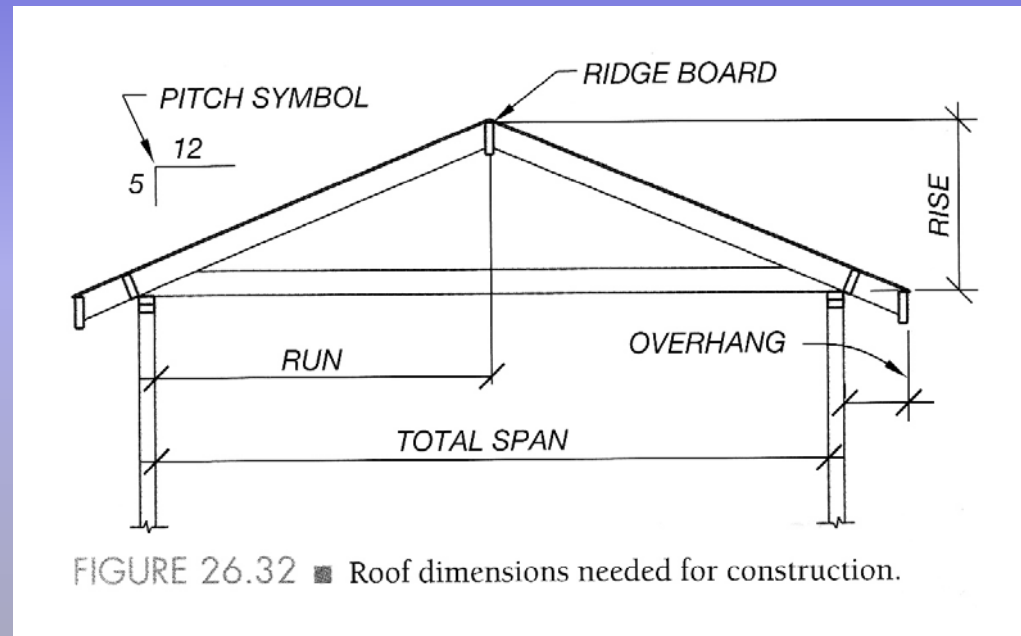 RIDGE BOARD
PITCH SYMBOL
12
5
RISE
OVERHANG
RUN
TOTAL SPAN
FIGURE 26.32 ■ Roof dimensions needed for construction.